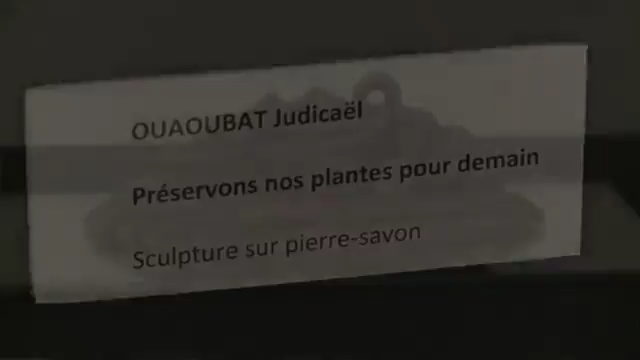 OUAOUBAT Judicaël
Préservons nos plantes pour demain
Sculpture sur pierre-savon